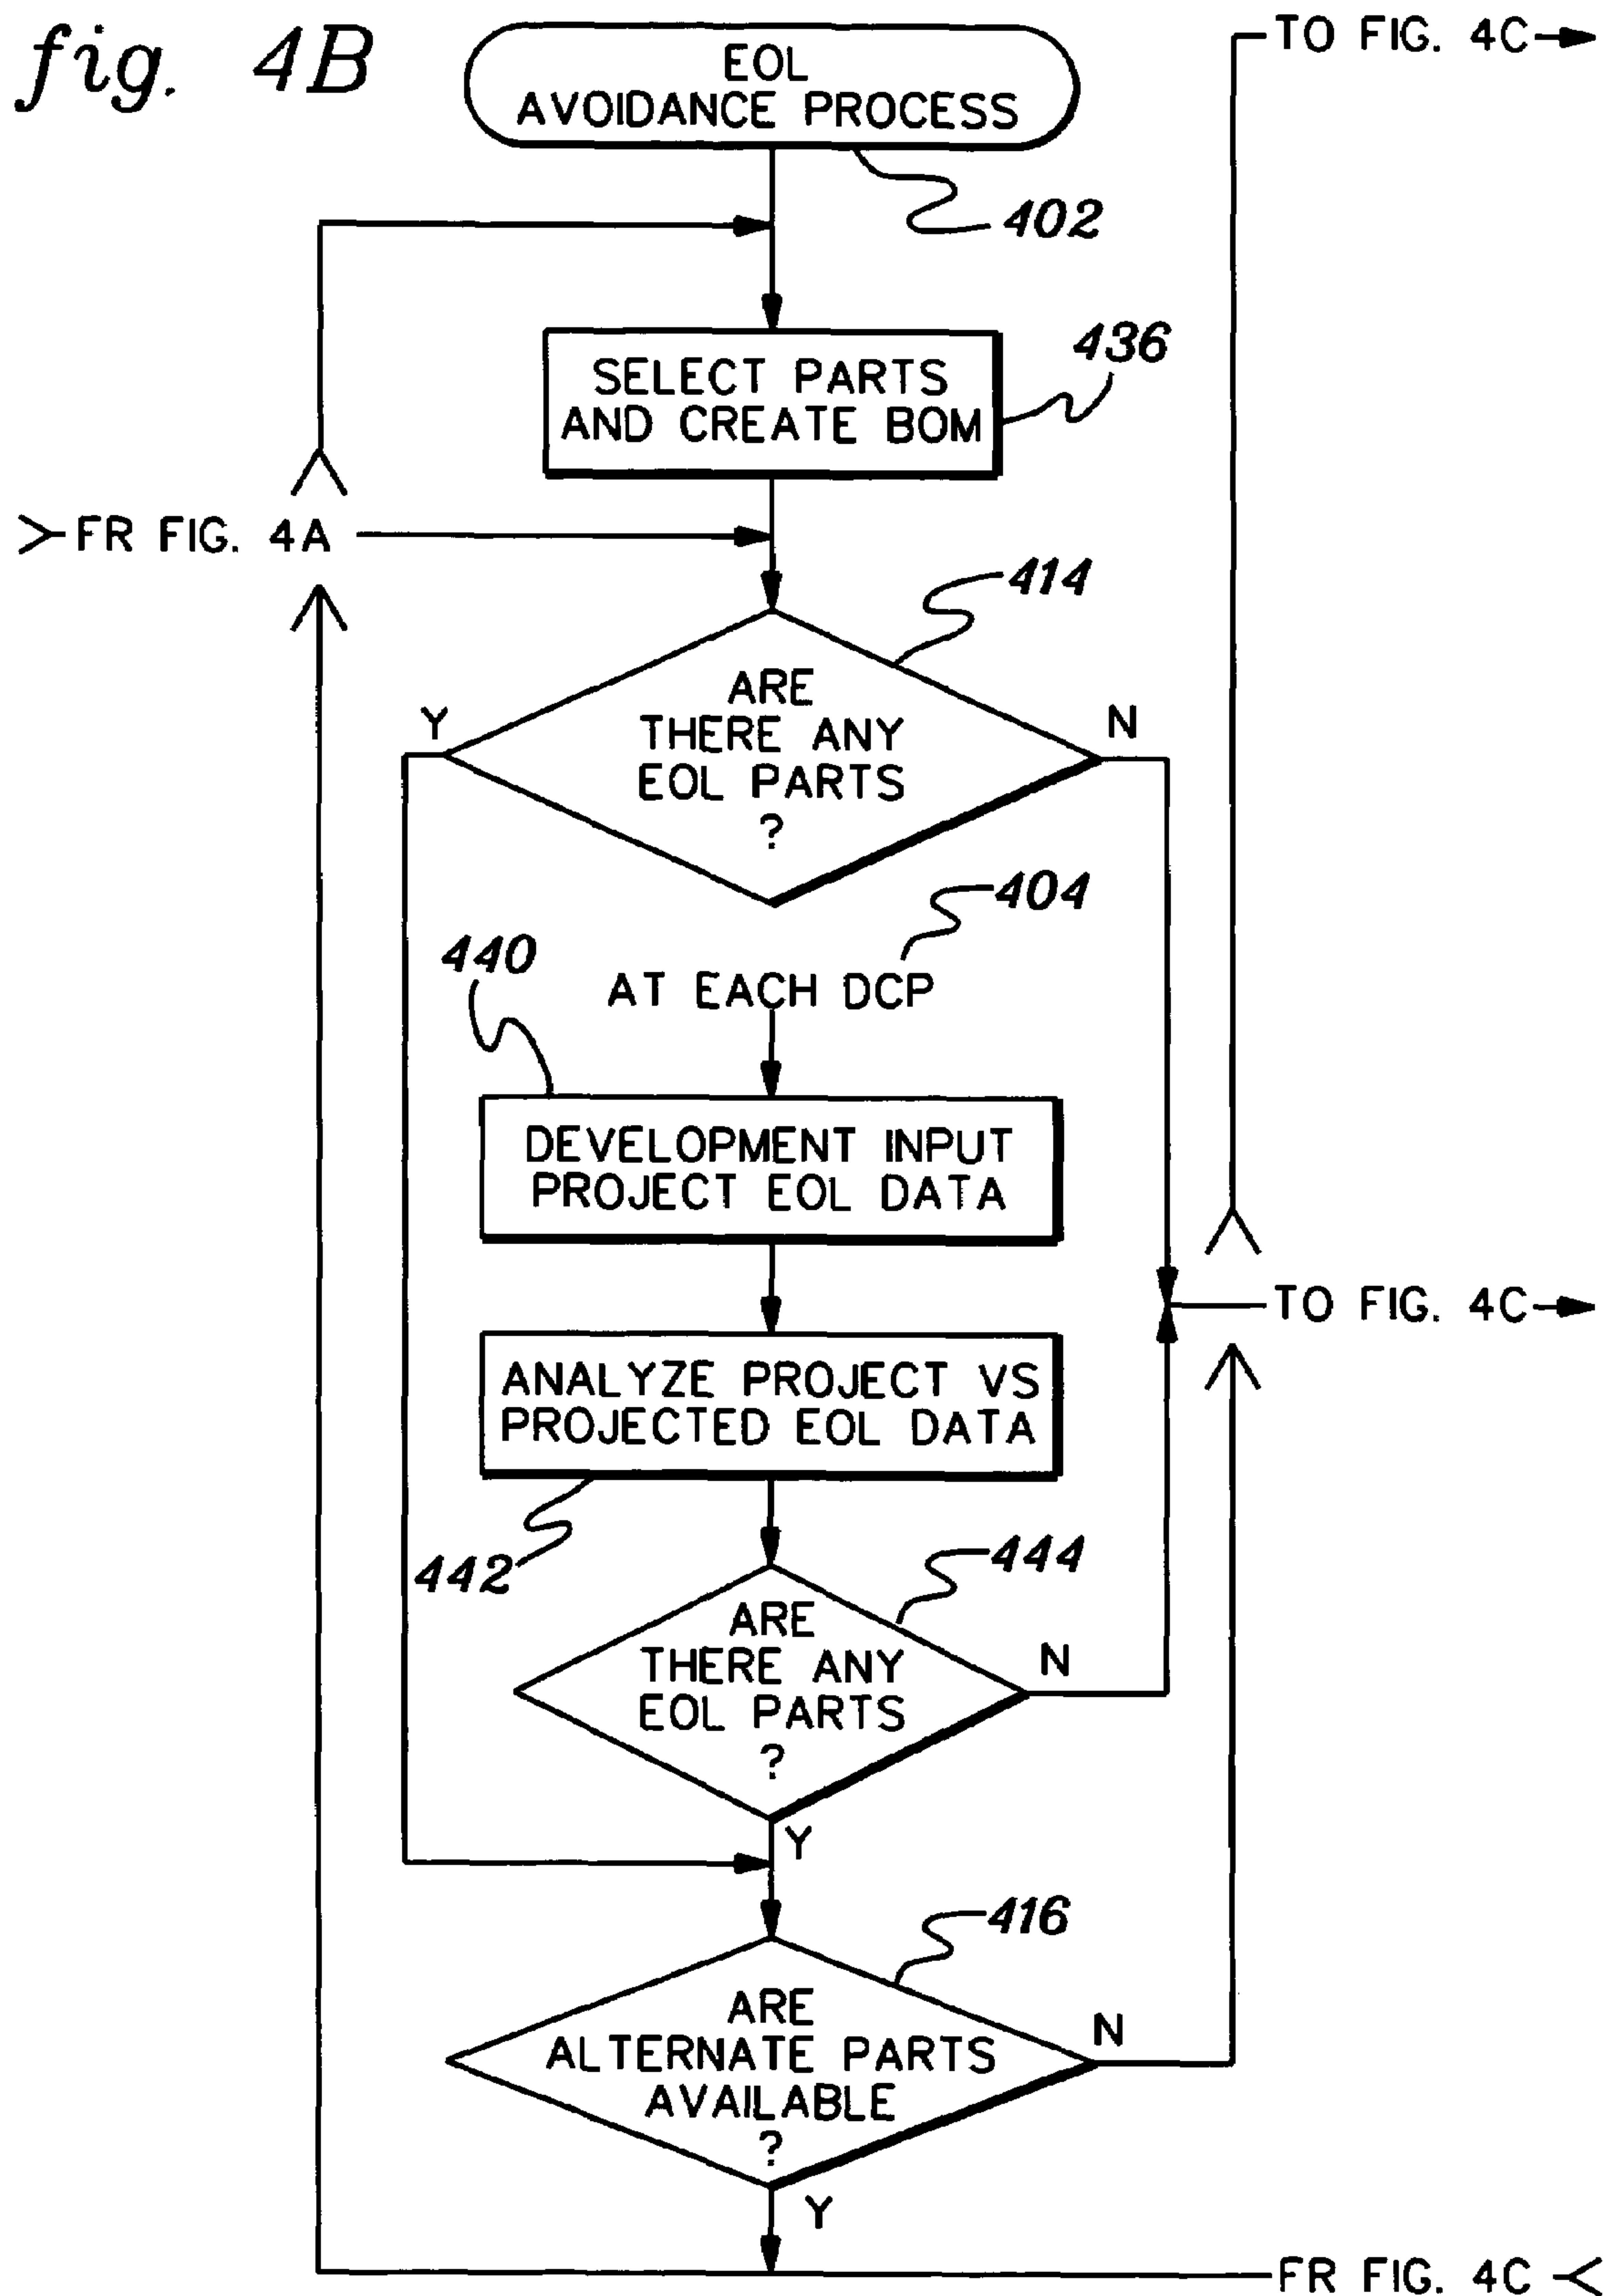 fig. 4B
EOL
AVOIDANCE PROCESS
TO FIG. 4C
402
SELECT PARTS
AND CREATE BOM
436
FR FIG. 4A
414
ARE
THERE ANY
EOL PARTS
?
Y
N
404
AT EACH DCP
440
DEVELOPMENT INPUT
PROJECT EOL DATA
TO FIG. 4C
ANALYZE PROJECT VS
PROJECTED EOL DATA
442
444
ARE
THERE ANY
EOL PARTS
?
N
Y
416
ARE
ALTERNATE PARTS
AVAILABLE
?
N
Y
FR FIG. 4C